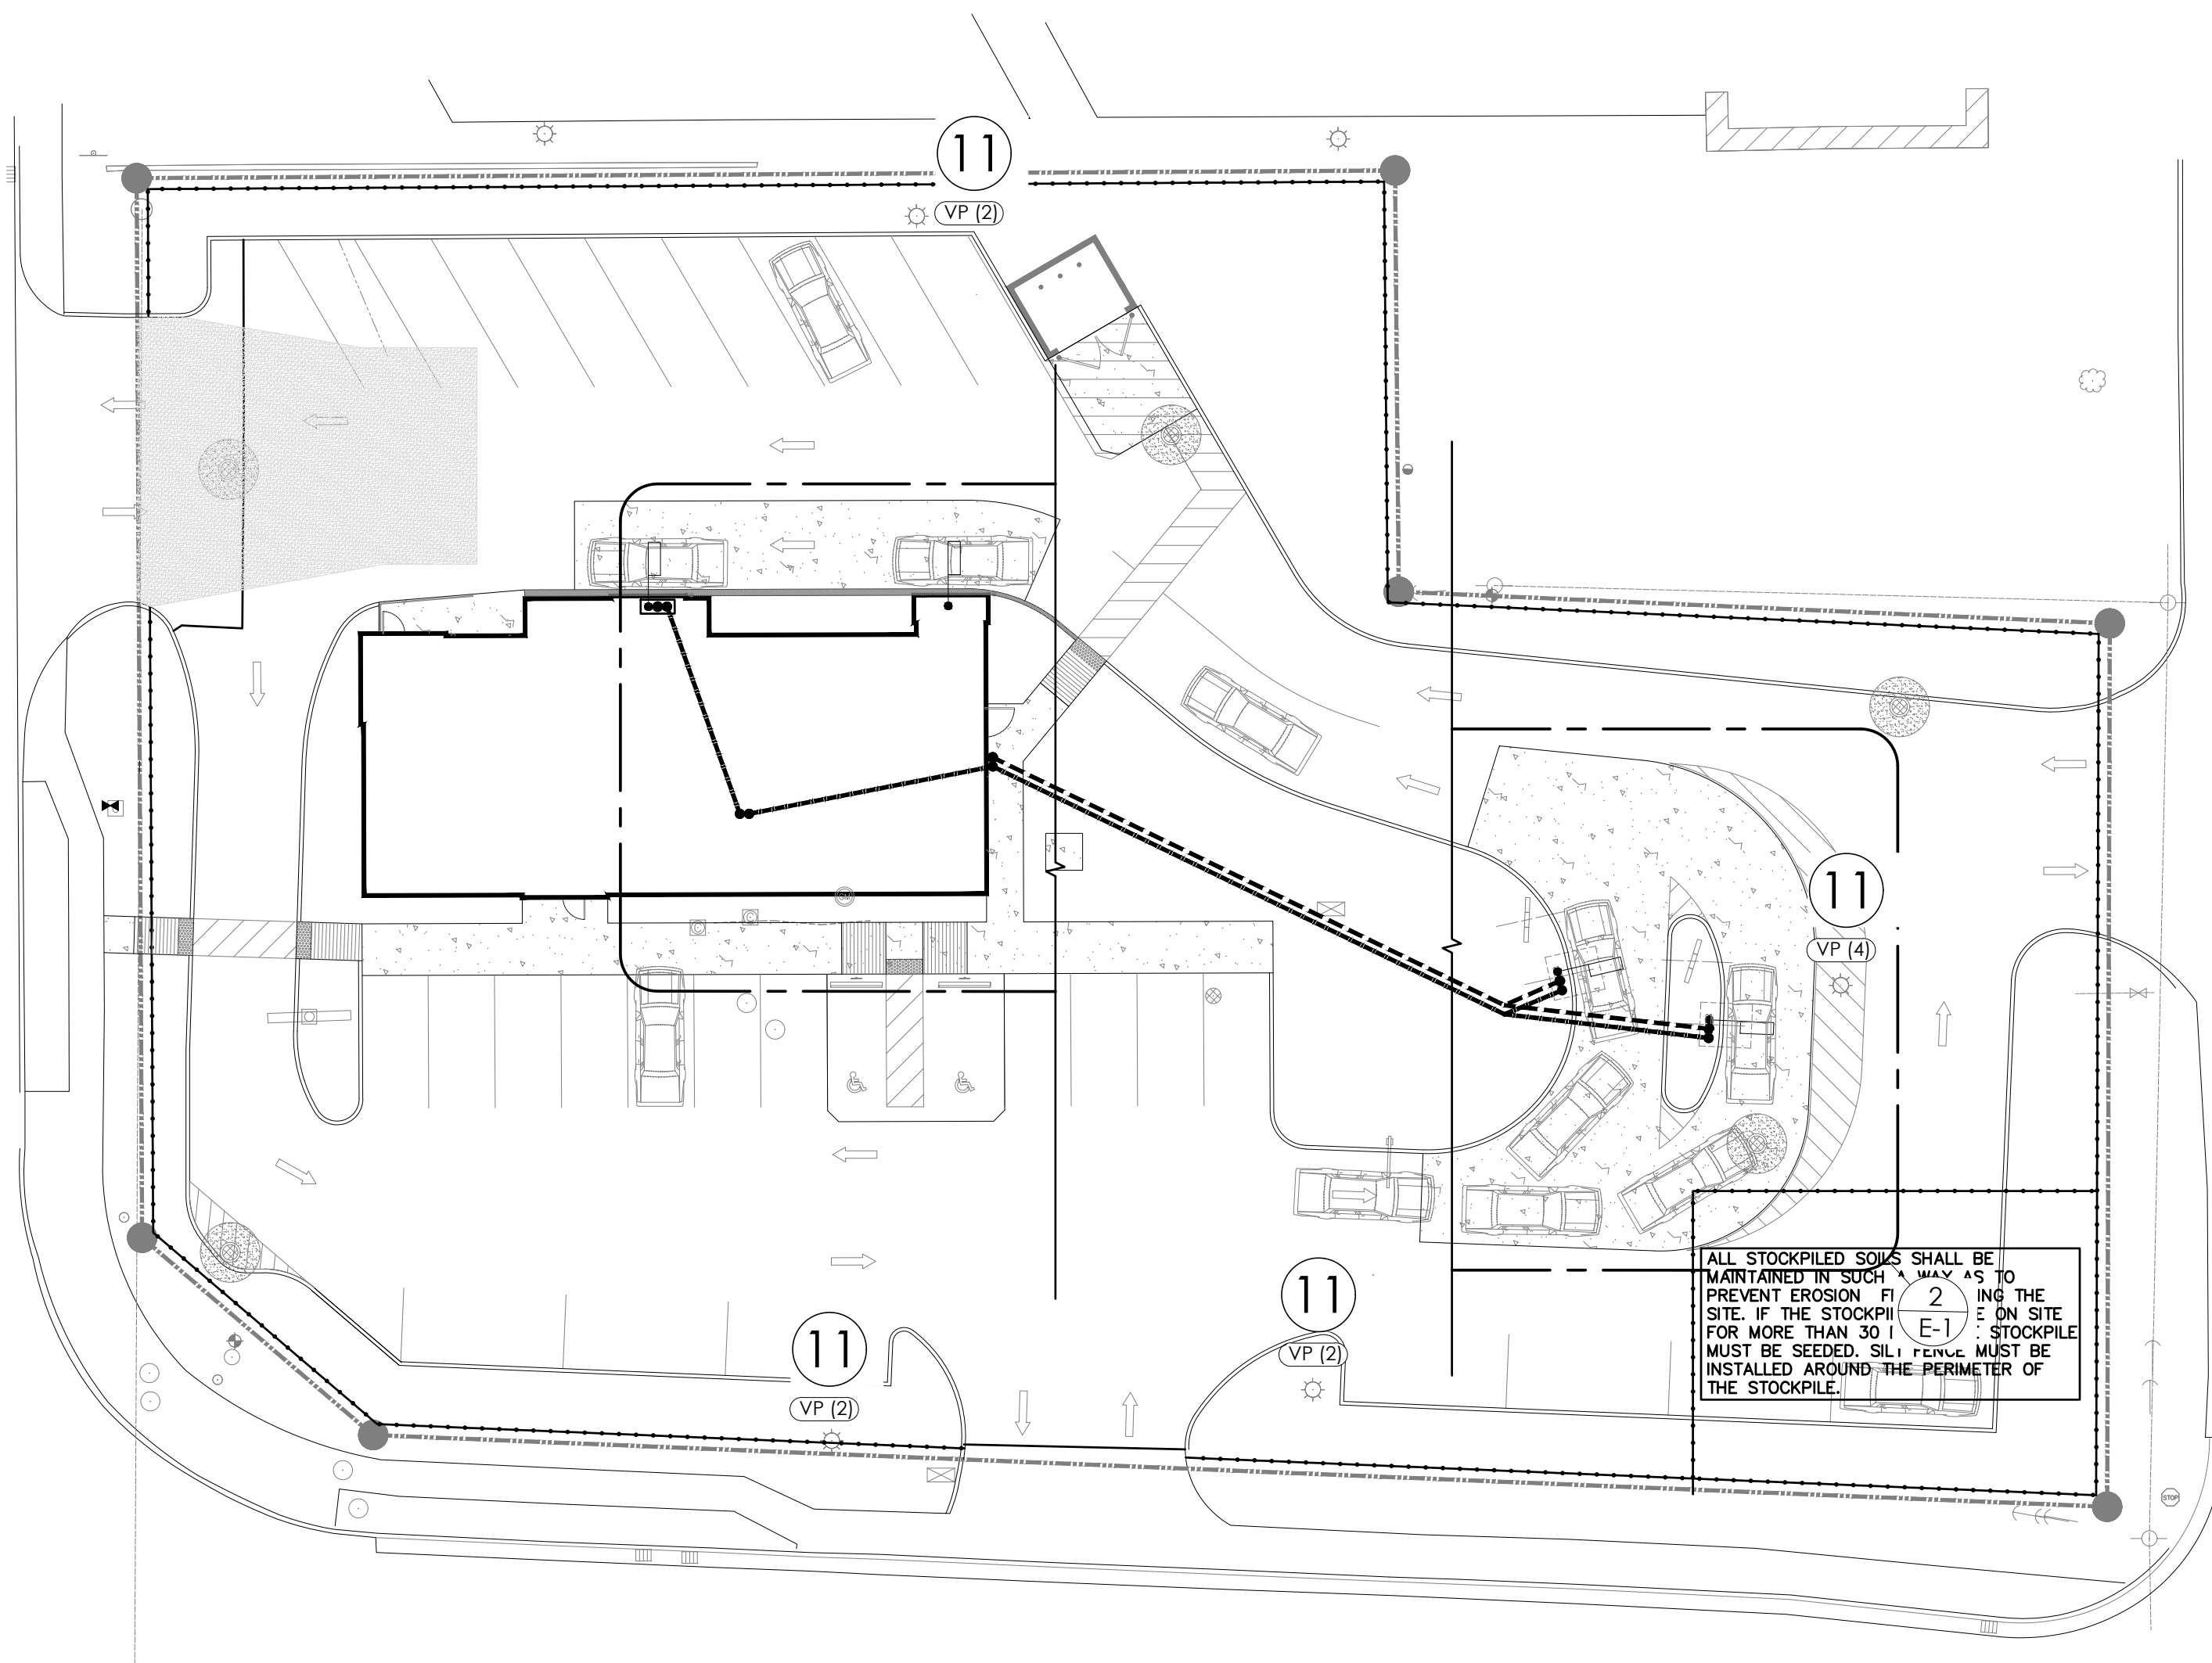 11
VP (2)
11
VP (4)
GM
11
VP (2)
11
VP (2)
ALL STOCKPILED SOILS SHALL BE
MAINTAINED IN SUCH A WAY AS TO
PREVENT EROSION ING THE
SITE. IF THE ON SITE
FOR MORE THAN 30 STOCKPILE
MUST BE SEEDED. SILT FENCE MUST BE
INSTALLED AROUND THE PERIMETER OF
THE STOCKPILE.
2
E-1
STOP